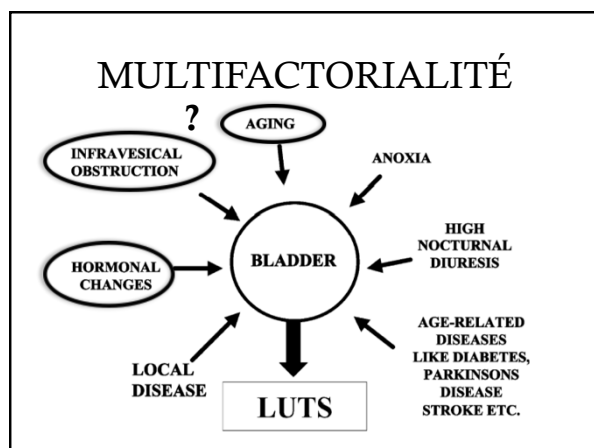 MULTIFACTORIALITÉ
?
AGING
INFRAVESICAL
OBSTRUCTION
ANOXIA
HIGH
NOCTURNAL
DIURESIS
BLADDER
HORMONAL
CHANGES
AGE-RELATED
DISEASES
LIKE DIABETES,
PARKINSONS
DISEASE
STROKE ETC.
LOCAL
DISEASE
LUTS